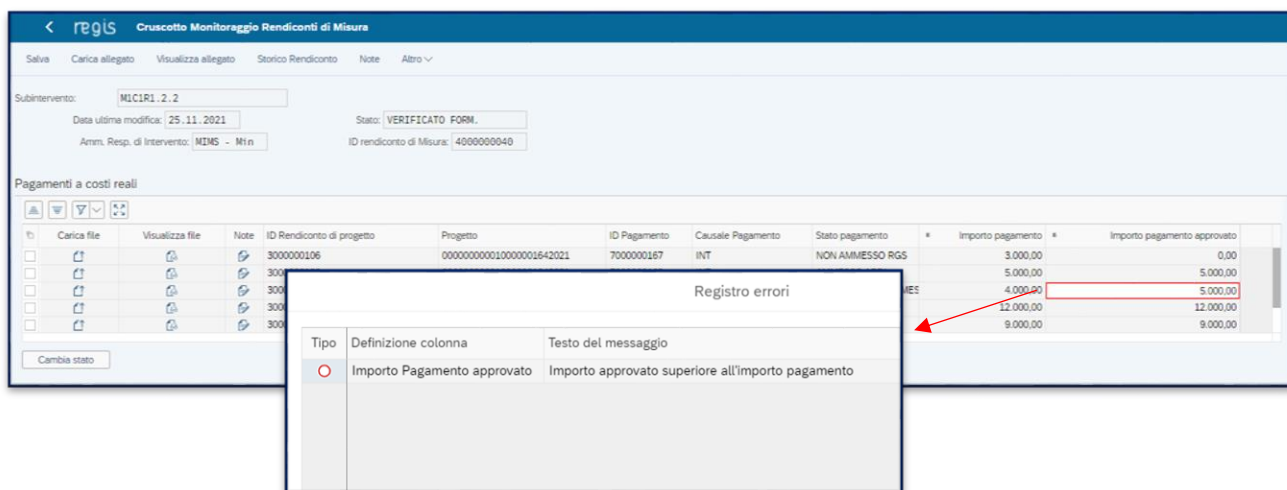 regis Cruscotto Monitoraggio Rendiconti di Misura
Salva Carica allegato Visualizza allegato Storico Rendiconto Note Altro
Subintervento: M1C1R1.2.2
Data ultima modifica: 25.11.2021 Stato: VERIFICATO FORM.
Amm. Resp. di Intervento: MIMS - Min ID rendiconto di Misura: 4000000040
Pagamenti a costi reali
Carica file Visualizza file Note ID Rendiconto di progetto Progetto ID Pagamento Causale Pagamento Stato pagamento * Importo pagamento * Importo pagamento approvato
3000000106 7000000167 INT NON AMMESSO RGS 3.000,00 0,00
5.000,00 5.000,00
4.000,00 5.000,00
12.000,00 12.000,00
9.000,00 9.000,00
Cambia stato
Registro errori
Tipo Definizione colonna Testo del messaggio
Importo Pagamento approvato Importo approvato superiore all'importo pagamento